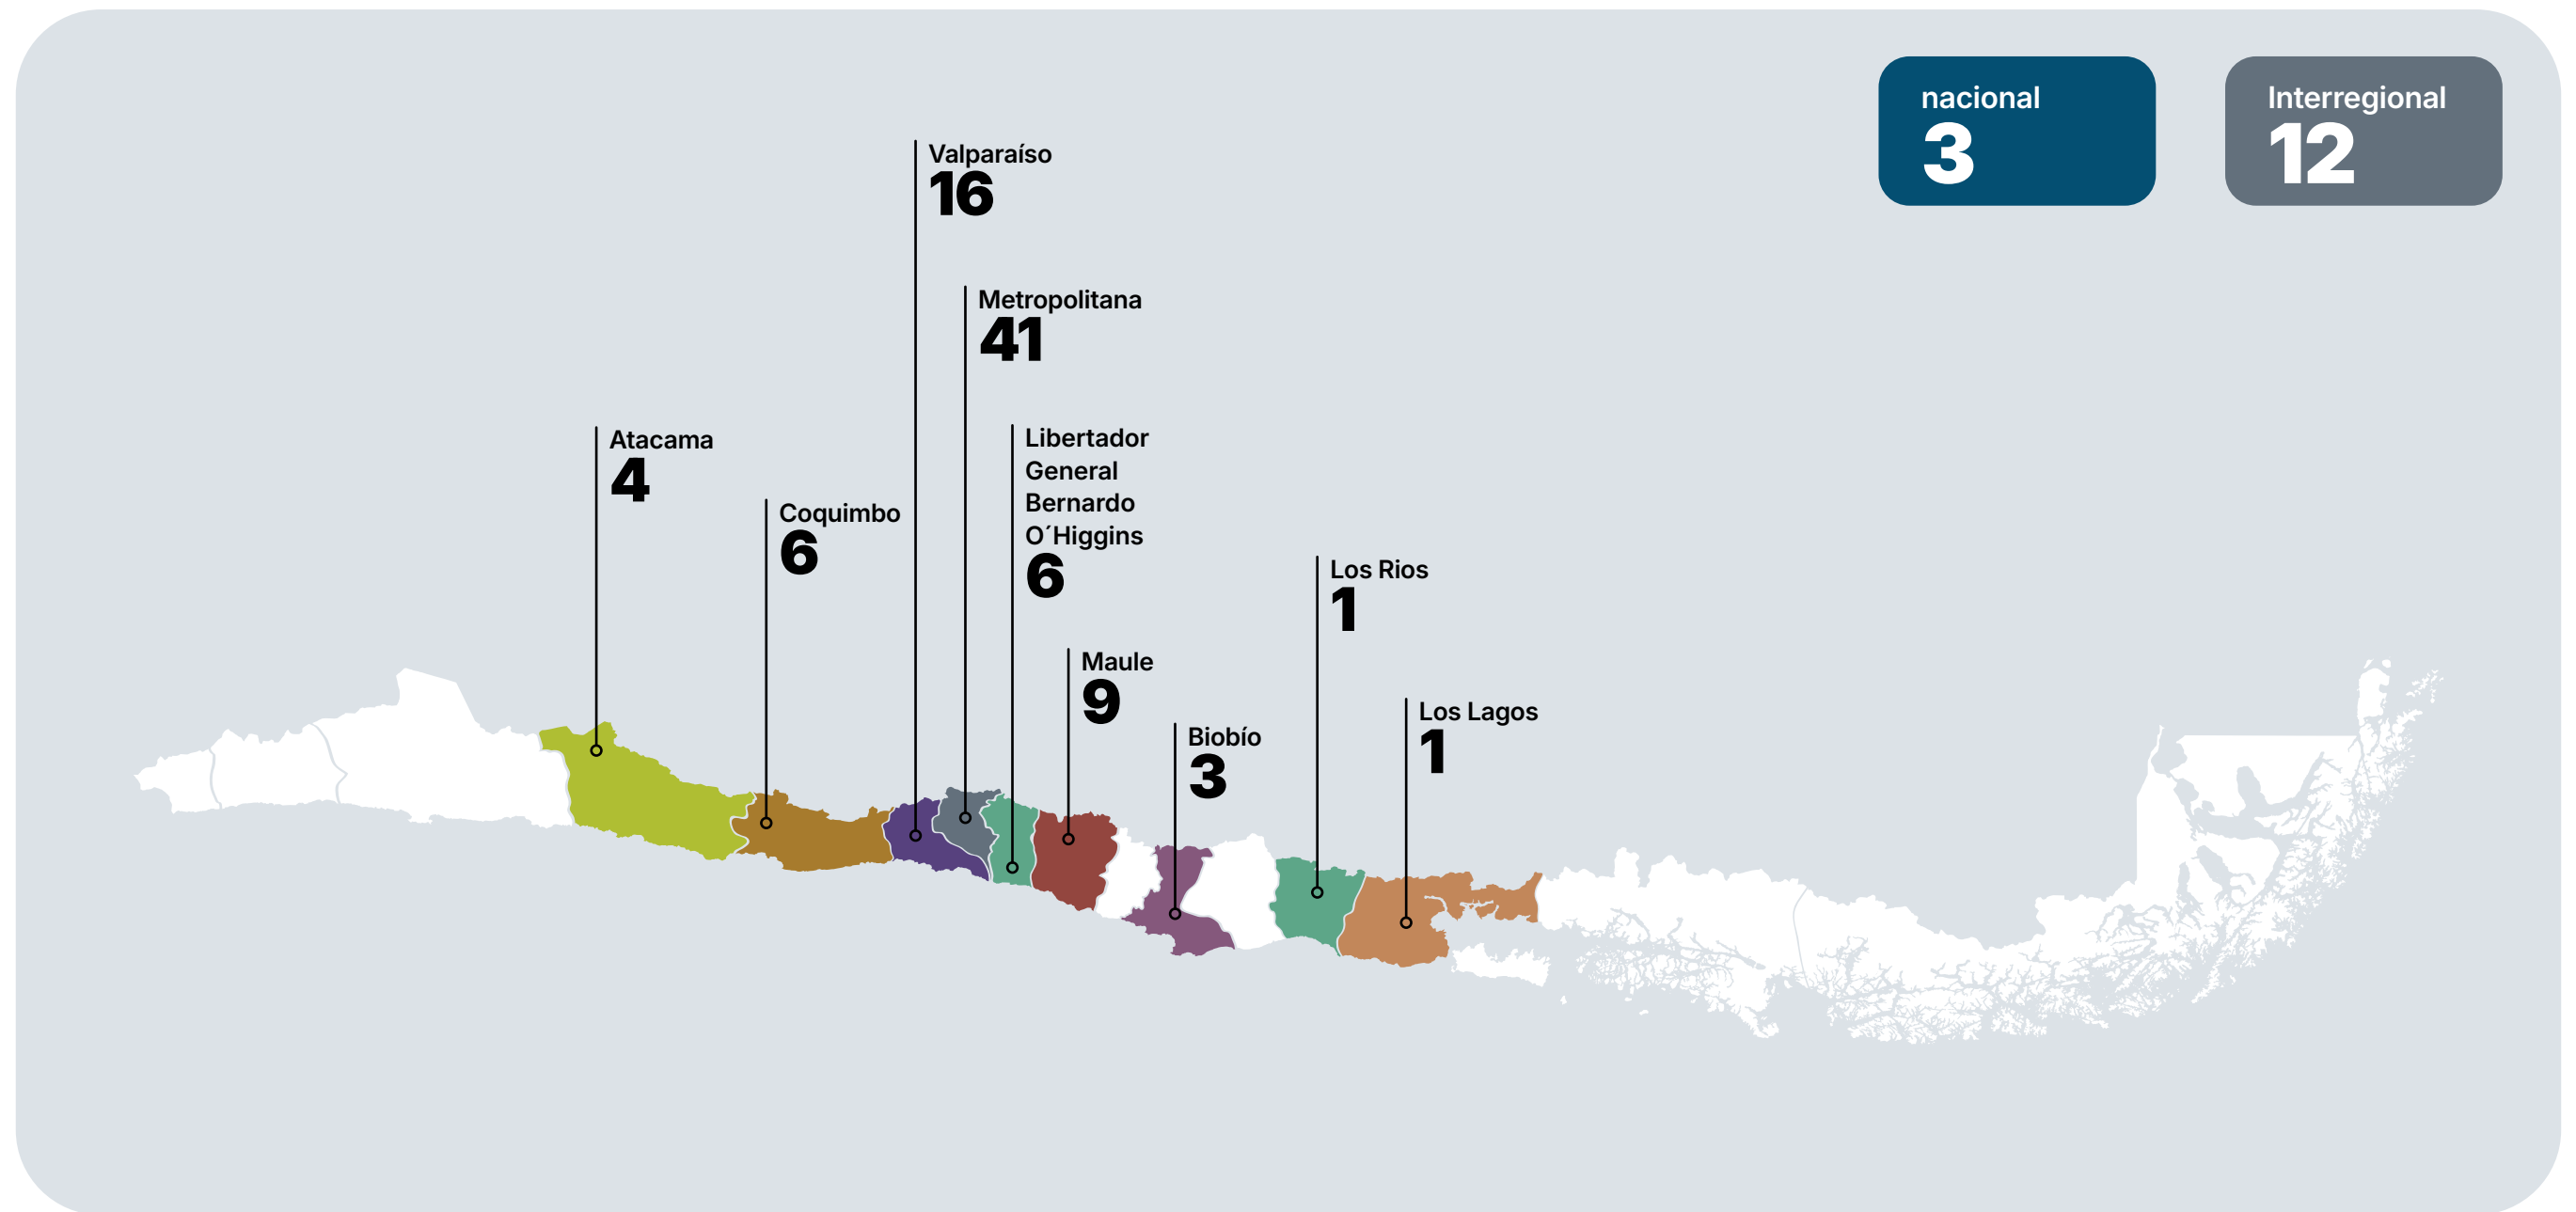 nacional
3
Interregional
12
Valparaíso
16
Metropolitana
41
Atacama
4
Libertador
General
Bernardo
O´Higgins
6
Coquimbo
6
Los Rios
1
Maule
9
Los Lagos
1
Biobío
3